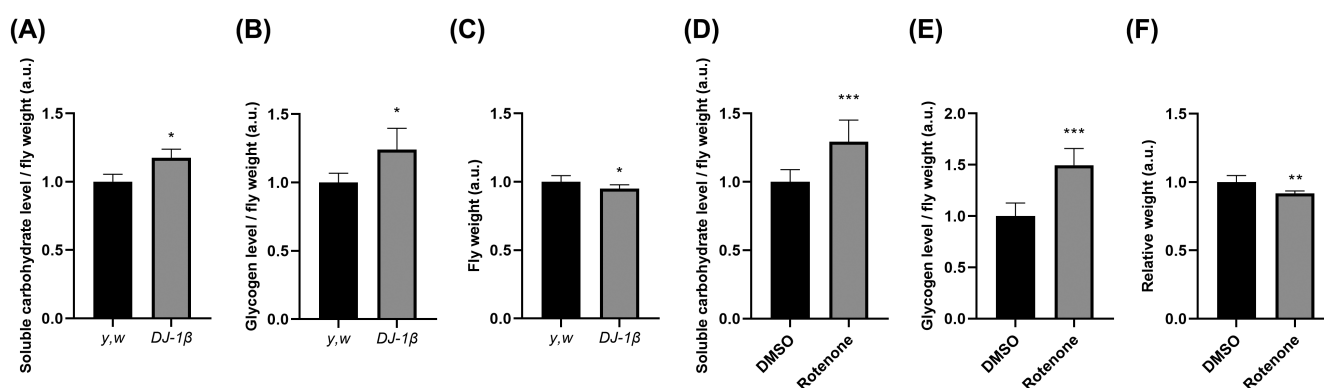 (A)
Soluble carbohydrate level / fly weight (a.u.)
1.5
1.0
0.5
0.0
*
y,w
DJ-1β
(B)
Glycogen level / fly weight (a.u.)
1.5
1.0
0.5
0.0
*
y,w
DJ-1β
(C)
Fly weight (a.u.)
1.5
1.0
0.5
0.0
*
y,w
DJ-1β
(D)
Soluble carbohydrate level / fly weight (a.u.)
1.5
1.0
0.5
0.0
***
DMSO
Rotenone
(E)
Glycogen level / fly weight (a.u.)
2.0
1.5
1.0
0.5
0.0
***
DMSO
Rotenone
(F)
Relative weight (a.u.)
1.5
1.0
0.5
0.0
**
DMSO
Rotenone